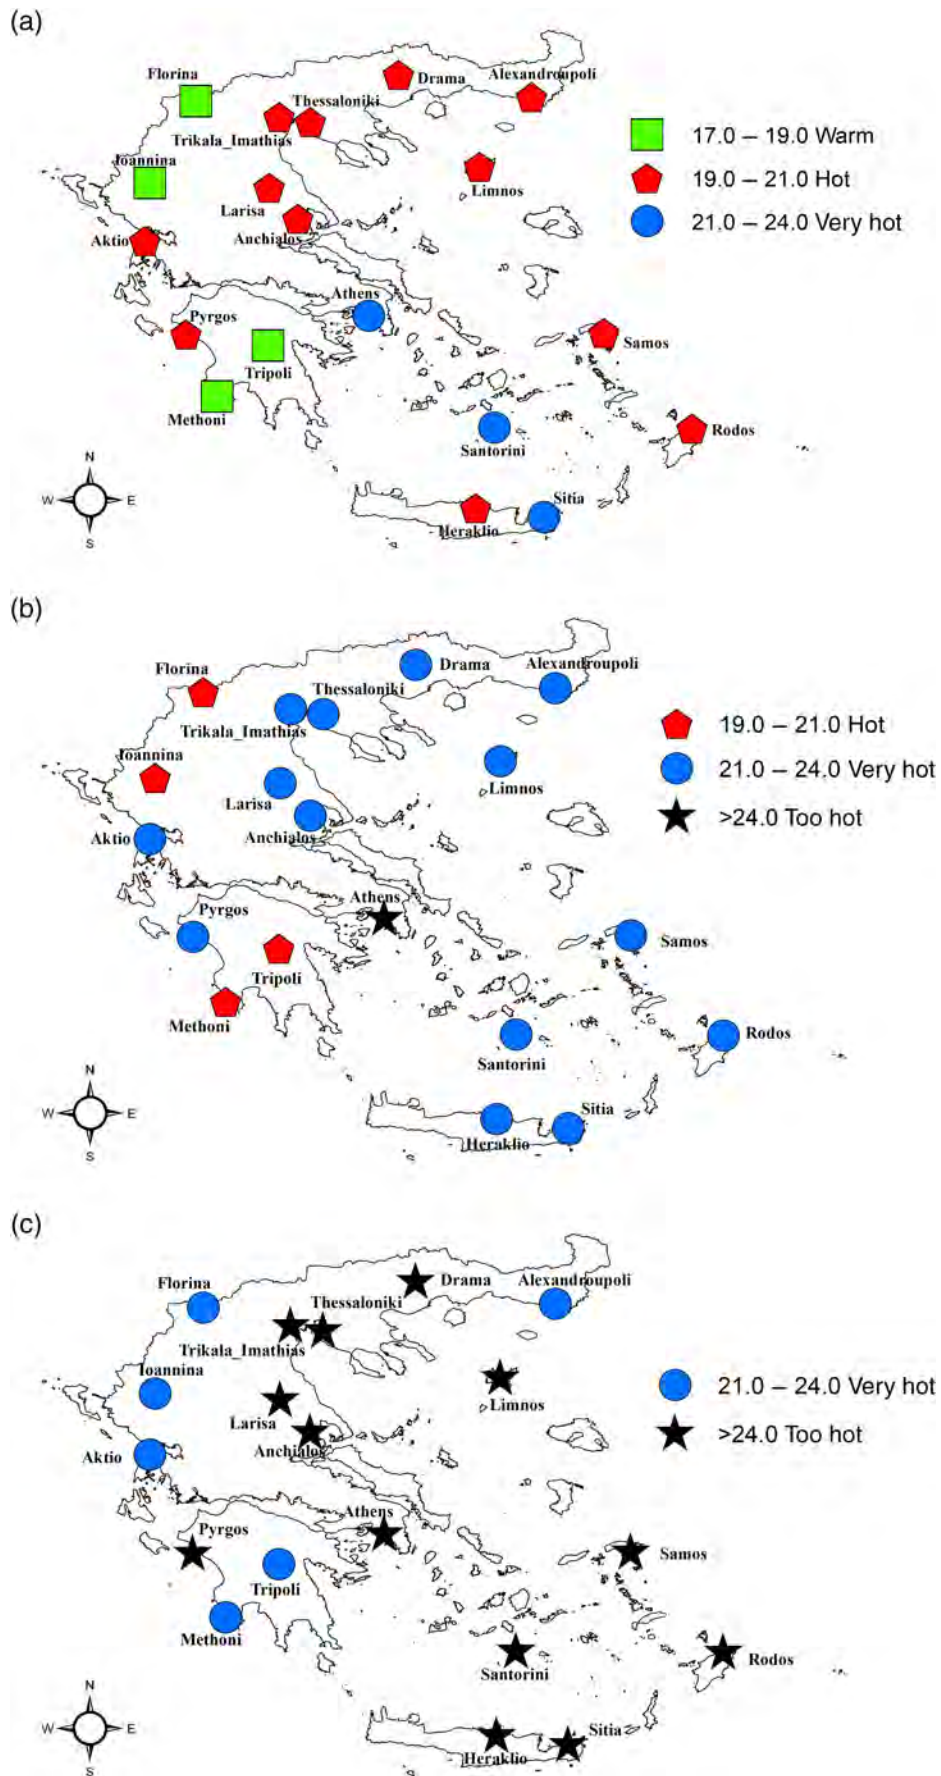 (a)
Florina
Drama
Alexandroupoli
Thessaloniki
Trikala_Imathias
17.0 – 19.0 Warm
Ioannina
19.0 – 21.0 Hot
Limnos
Larisa
21.0 – 24.0 Very hot
Aktio
Anchialos
Athens
Pyrgos
Samos
Tripoli
Methoni
Rodos
Santorini
N
W E
S
Sitia
Heraklio
(b)
Florina
Drama
Alexandroupoli
Thessaloniki
Trikala_Imathias
19.0 – 21.0 Hot
Ioannina
21.0 – 24.0 Very hot
Limnos
Larisa
>24.0 Too hot
Aktio
Anchialos
Athens
Pyrgos
Samos
Tripoli
Methoni
Rodos
Santorini
N
W E
S
Sitia
Heraklio
(c)
Florina
Drama
Alexandroupoli
Thessaloniki
Trikala_Imathias
Ioannina
21.0 – 24.0 Very hot
Limnos
Larisa
>24.0 Too hot
Aktio
Anchialos
Athens
Pyrgos
Samos
Tripoli
Methoni
Rodos
Santorini
N
W E
S
Sitia
Heraklio